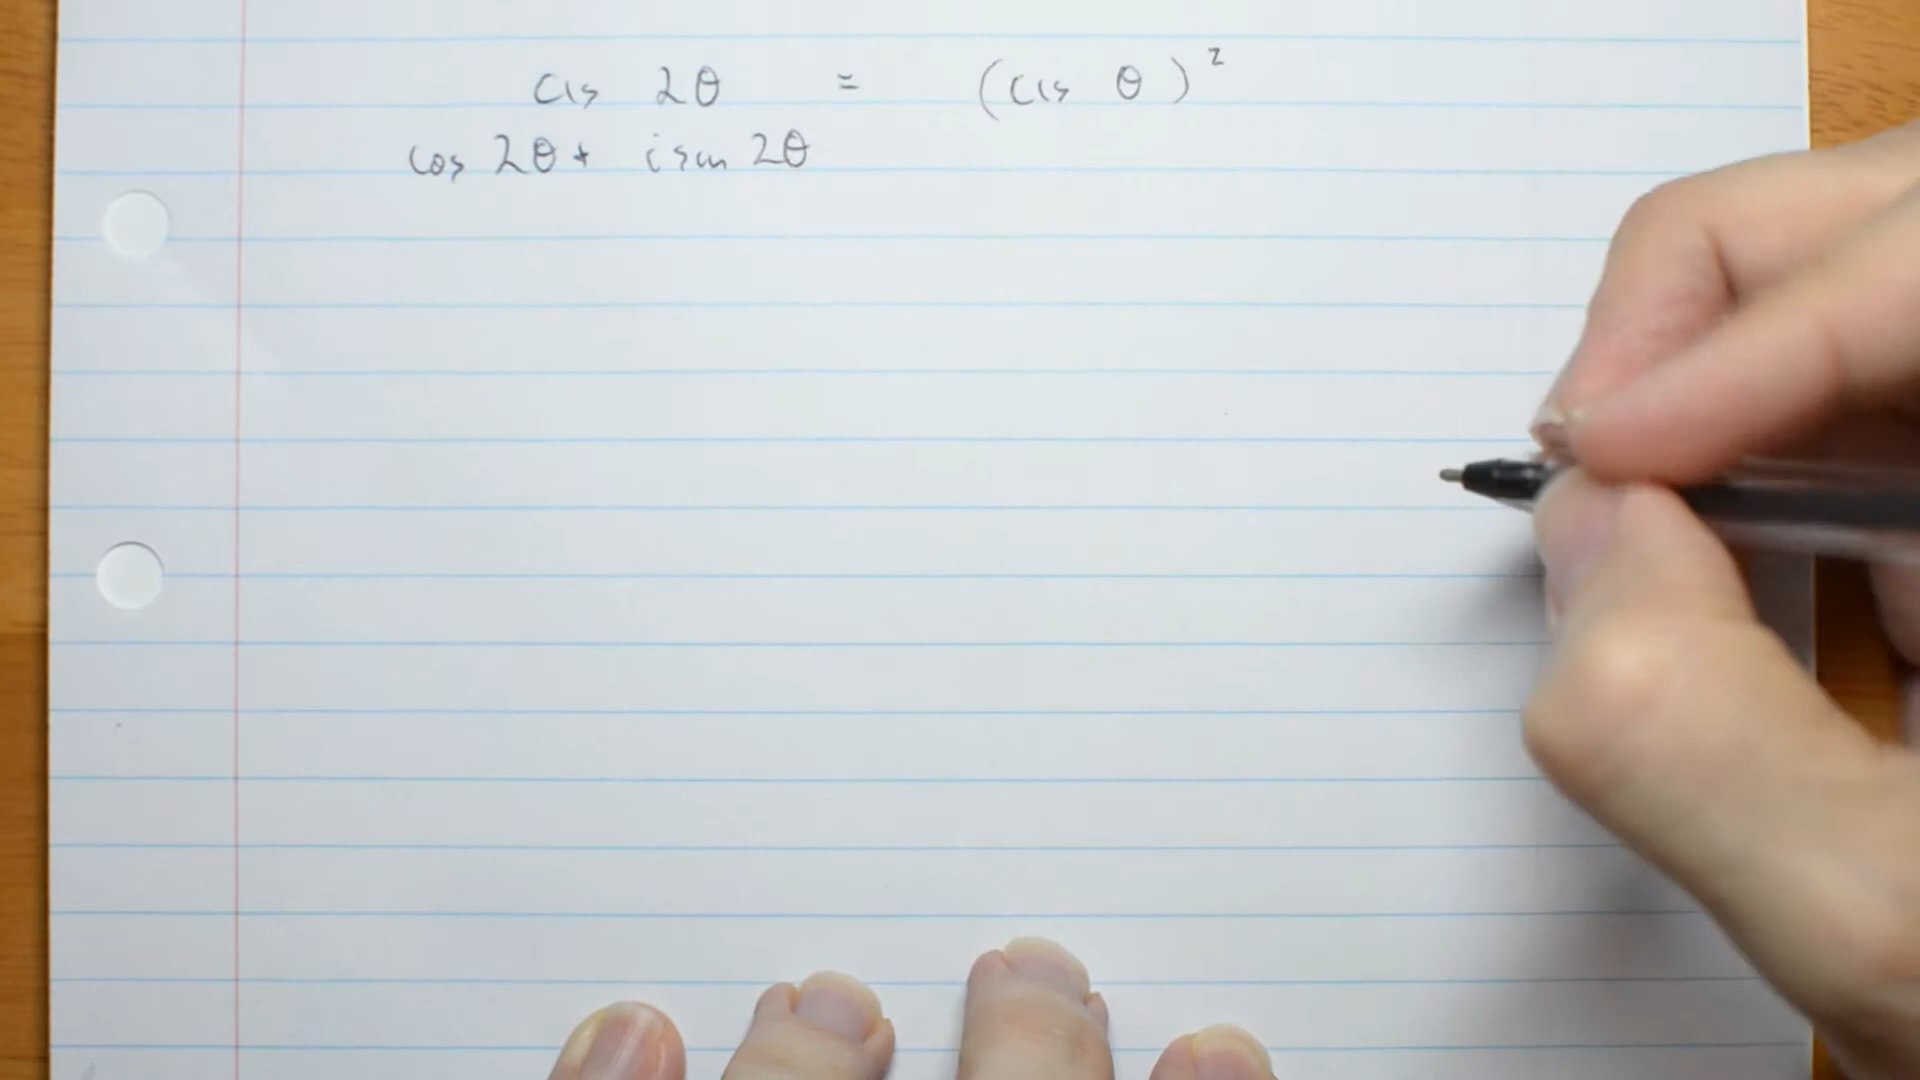 cis 2θ = (cis θ)²
cos 2θ + i sin 2θ